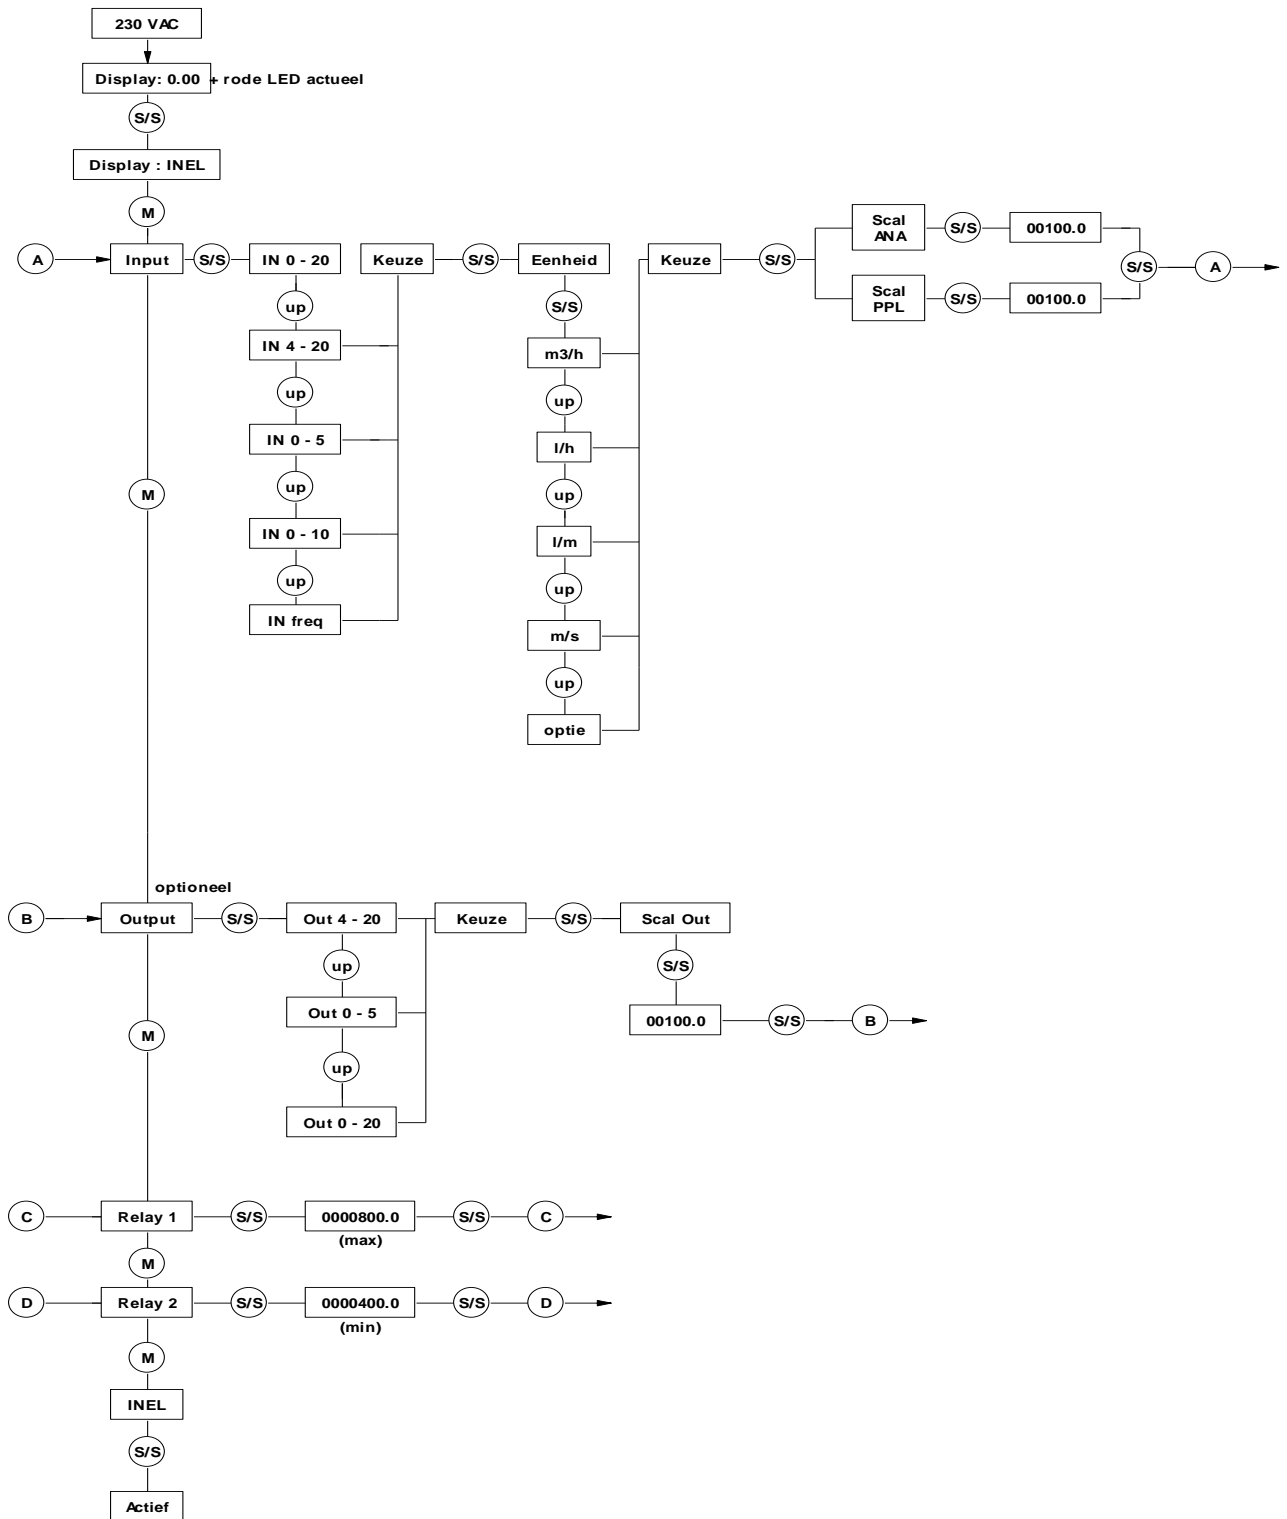 230 VAC
Display: 0.00 + rode LED actueel
S/S
Display : INEL
M
A Input S/S IN 0 - 20 Keuze S/S Eenheid Keuze S/S Scal ANA S/S 00100.0 S/S A
Scal PPL S/S 00100.0
up S/S
IN 4 - 20 m3/h
up up
IN 0 - 5 l/h
M up up
IN 0 - 10 l/m
up up
IN freq m/s
up
optie
optioneel
B Output S/S Out 4 - 20 Keuze S/S Scal Out
up S/S
Out 0 - 5 00100.0 S/S B
M
up
Out 0 - 20
C Relay 1 S/S 0000800.0 S/S C
(max)
M
D Relay 2 S/S 0000400.0 S/S D
(min)
M
INEL
S/S
Actief